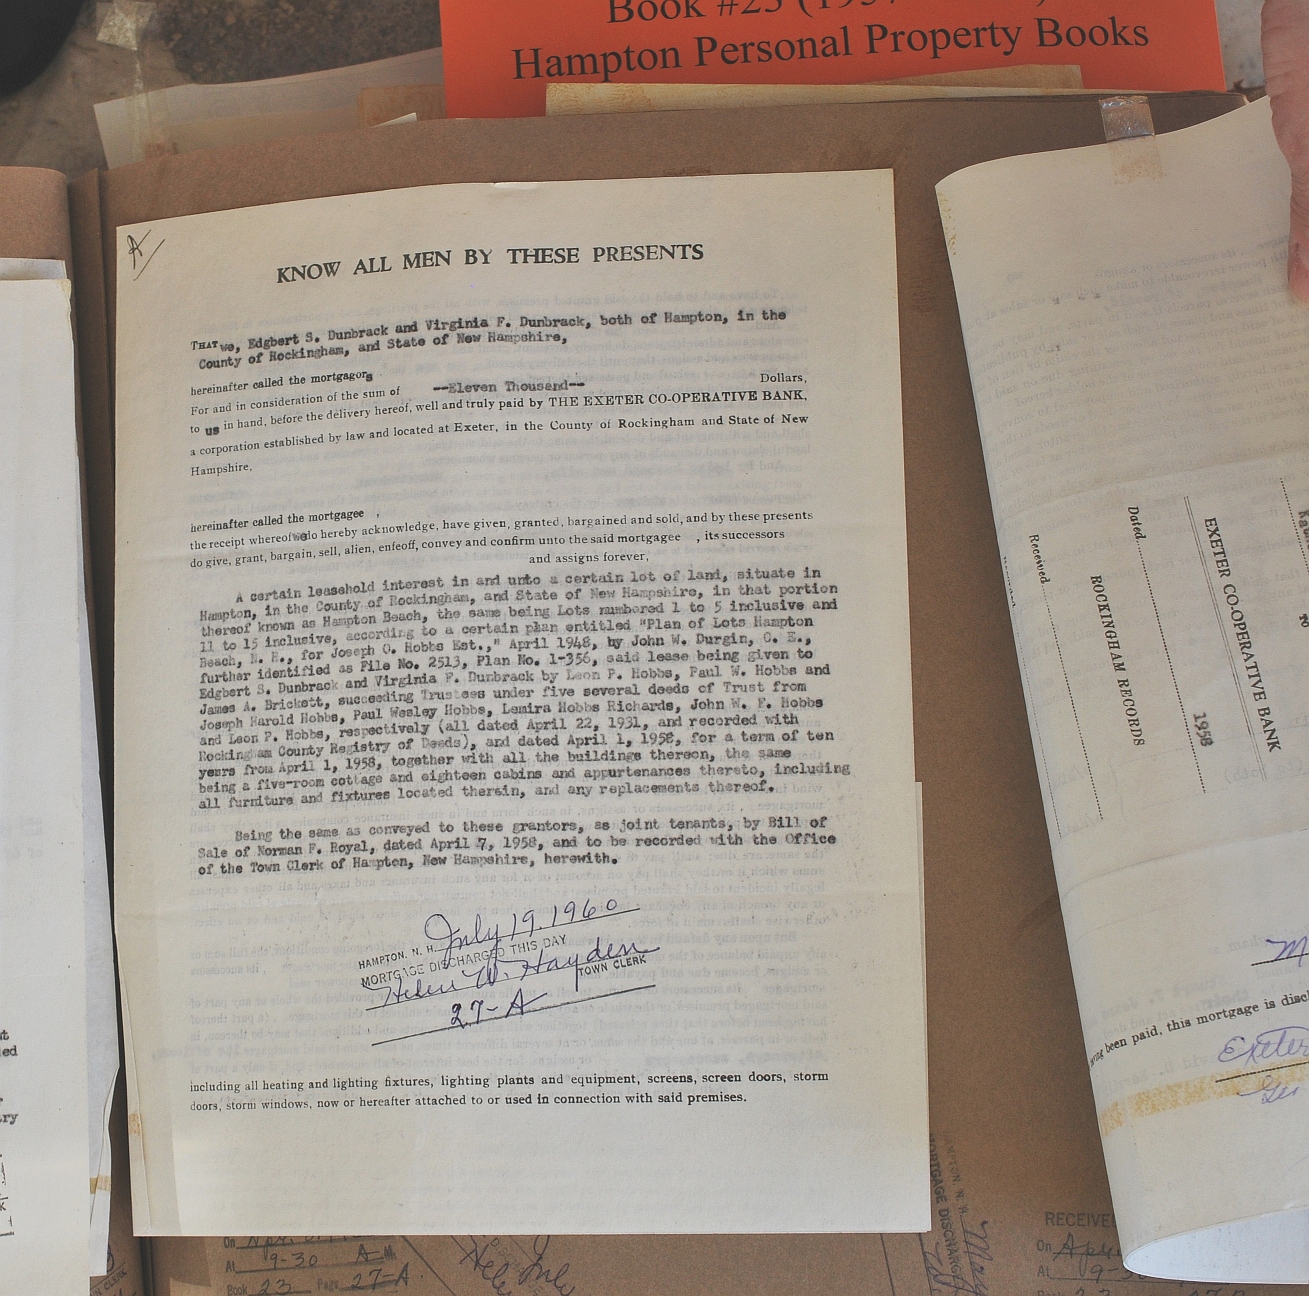 Book #23
Hampton Personal Property Books
A
KNOW ALL MEN BY THESE PRESENTS
THAT we, Edgbert S. Dunbrack and Virginia F. Dunbrack, both of Hampton, in the
County of Rockingham, and State of New Hampshire,
hereinafter called the mortgagors
For and in consideration of the sum of --Eleven Thousand-- Dollars,
to us in hand, before the delivery hereof, well and truly paid by THE EXETER CO-OPERATIVE BANK,
a corporation established by law and located at Exeter, in the County of Rockingham and State of New
Hampshire,
hereinafter called the mortgagee ,
the receipt whereof we do hereby acknowledge, have given, granted, bargained and sold, and by these presents
do give, grant, bargain, sell, alien, enfeoff, convey and confirm unto the said mortgagee , its successors
and assigns forever,
A certain leasehold interest in and unto a certain lot of land, situate in
Hampton, in the County of Rockingham, and State of New Hampshire, in that portion
thereof known as Hampton Beach, the same being Lots numbered 1 to 5 inclusive and
11 to 15 inclusive, according to a certain plan entitled "Plan of Lots Hampton
Beach, N. H., for Joseph O. Hobbs Est.," April 1948, by John W. Durgin, C. E.,
further identified as File No. 2513, Plan No. 1-356, said lease being given to
Edgbert S. Dunbrack and Virginia F. Dunbrack by Leon P. Hobbs, Paul W. Hobbs and
James A. Brickett, succeeding Trustees under five several deeds of Trust from
Joseph Harold Hobbs, Paul Wesley Hobbs, Lemira Hobbs Richards, John W. F. Hobbs
and Leon P. Hobbs, respectively (all dated April 22, 1931, and recorded with
Rockingham County Registry of Deeds), and dated April 1, 1958, for a term of ten
years from April 1, 1958, together with all the buildings thereon, the same
being a five-room cottage and eighteen cabins and appurtenances thereto, including
all furniture and fixtures located therein, and any replacements thereof.
Being the same as conveyed to these grantors, as joint tenants, by Bill of
Sale of Norman F. Royal, dated April 7, 1958, and to be recorded with the Office
of the Town Clerk of Hampton, New Hampshire, herewith.
HAMPTON, N. H. July 19, 1960
MORTGAGE DISCHARGED THIS DAY
Helen W. Hayden TOWN CLERK
27-A
including all heating and lighting fixtures, lighting plants and equipment, screens, screen doors, storm
doors, storm windows, now or hereafter attached to or used in connection with said premises.
On
At 9-30 A M.
Book 23 Page 27-A.
EXETER CO-OPERATIVE BANK
1958
Dated
ROCKINGHAM RECORDS
Received
been paid, this mortgage is disch
Exeter
MORTGAGE DISCHARGED
RECEIVE
On Apr
At 9-3